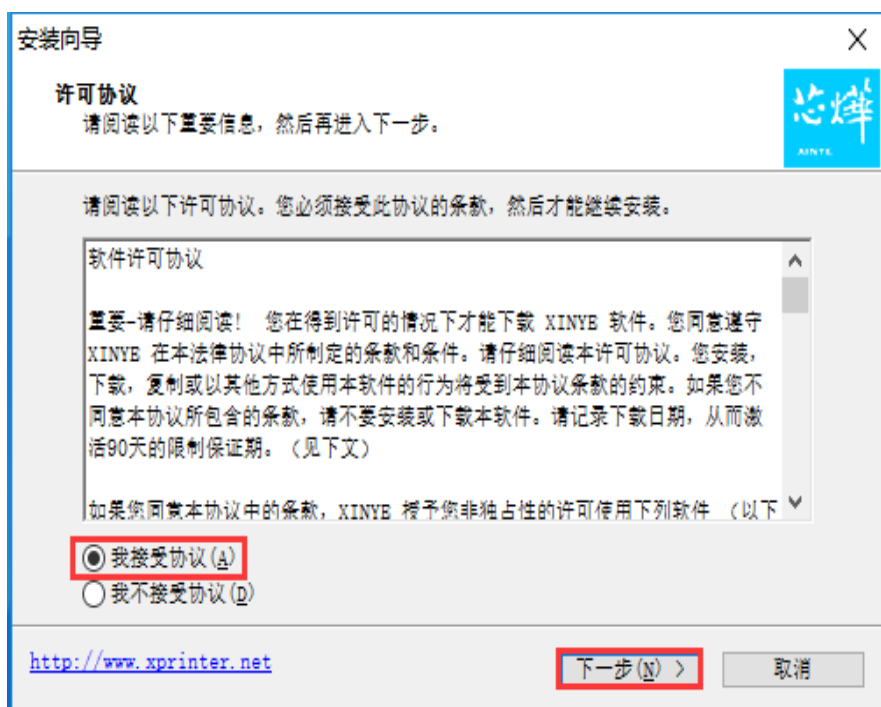 安装向导
许可协议
请阅读以下重要信息，然后再进入下一步。
芯烨
XINYE
请阅读以下许可协议。您必须接受此协议的条款，然后才能继续安装。
软件许可协议
重要-请仔细阅读！ 您在得到许可的情况下才能下载 XINYE 软件。您同意遵守
XINYE 在本法律协议中所制定的条款和条件。请仔细阅读本许可协议。您安装，
下载，复制或以其他方式使用本软件的行为将受到本协议条款的约束。如果您不
同意本协议所包含的条款，请不要安装或下载本软件。请记录下载日期，从而激
活90天的限制保证期。（见下文）
如果您同意本协议中的条款，XINYE 授予您非独占性的许可使用下列软件 （以下
我接受协议(A)
我不接受协议(D)
http://www.xprinter.net
下一步(N) >
取消